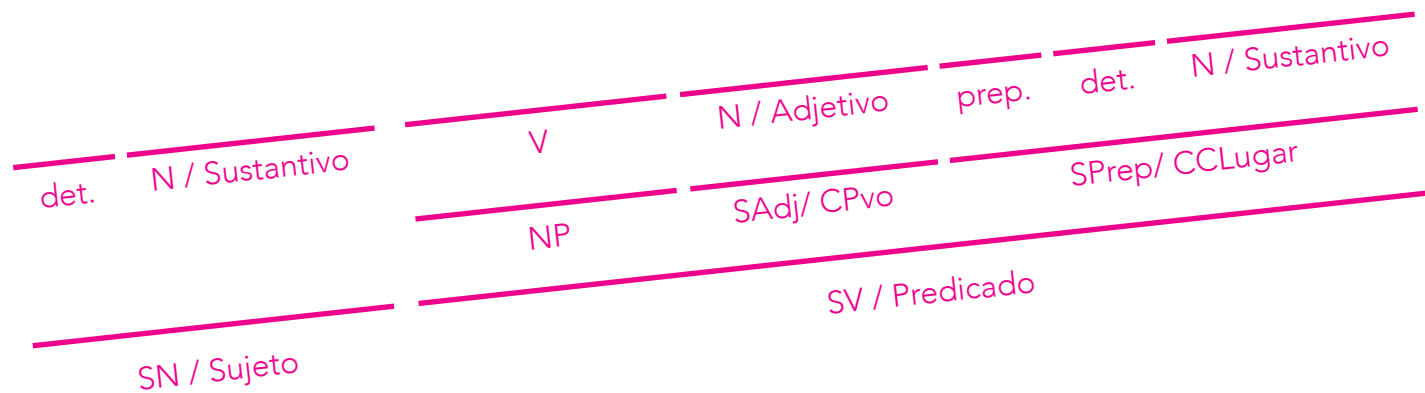 det. N / Sustantivo V N / Adjetivo prep. det. N / Sustantivo
NP SAdj/ CPvo SPrep/ CCLugar
SN / Sujeto SV / Predicado